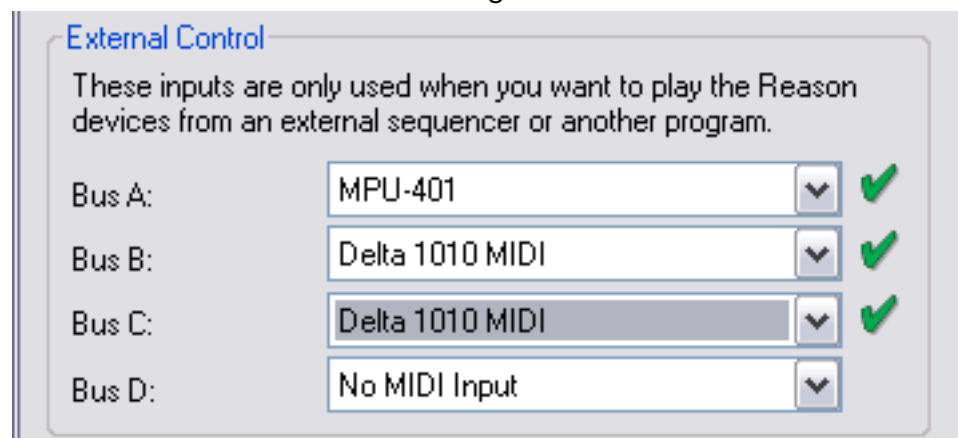 External Control
These inputs are only used when you want to play the Reason
devices from an external sequencer or another program.
Bus A: MPU-401
Bus B: Delta 1010 MIDI
Bus C: Delta 1010 MIDI
Bus D: No MIDI Input